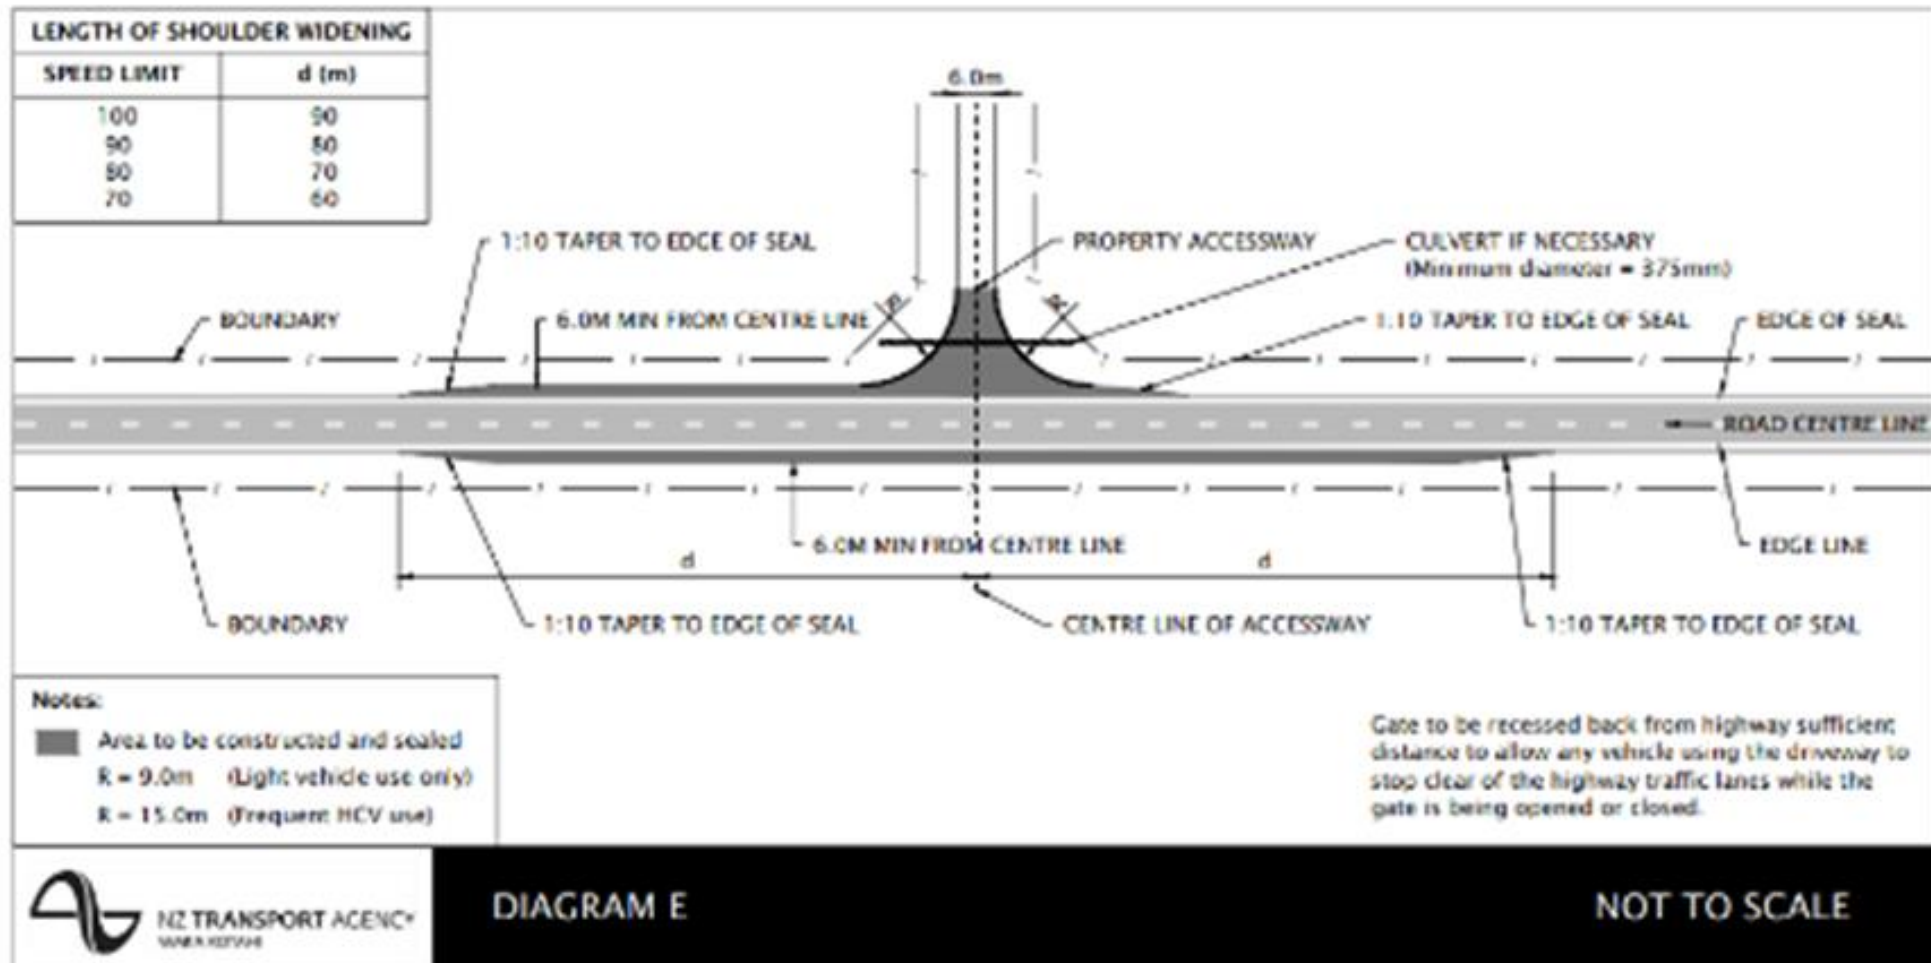 LENGTH OF SHOULDER WIDENING
SPEED LIMIT d (m)
100 90
90 80
80 70
70 60
6.0m
1:10 TAPER TO EDGE OF SEAL
PROPERTY ACCESSWAY
CULVERT IF NECESSARY
(Minimum diameter = 375mm)
BOUNDARY
6.0M MIN FROM CENTRE LINE
R
R
1:10 TAPER TO EDGE OF SEAL
EDGE OF SEAL
ROAD CENTRE LINE
6.0M MIN FROM CENTRE LINE
EDGE LINE
d
d
BOUNDARY
1:10 TAPER TO EDGE OF SEAL
CENTRE LINE OF ACCESSWAY
1:10 TAPER TO EDGE OF SEAL
Notes:
Area to be constructed and sealed
R = 9.0m (Light vehicle use only)
R = 15.0m (Frequent HCV use)
Gate to be recessed back from highway sufficient
distance to allow any vehicle using the driveway to
stop clear of the highway traffic lanes while the
gate is being opened or closed.
NZ TRANSPORT AGENCY
WAKA KOTAHI
DIAGRAM E
NOT TO SCALE